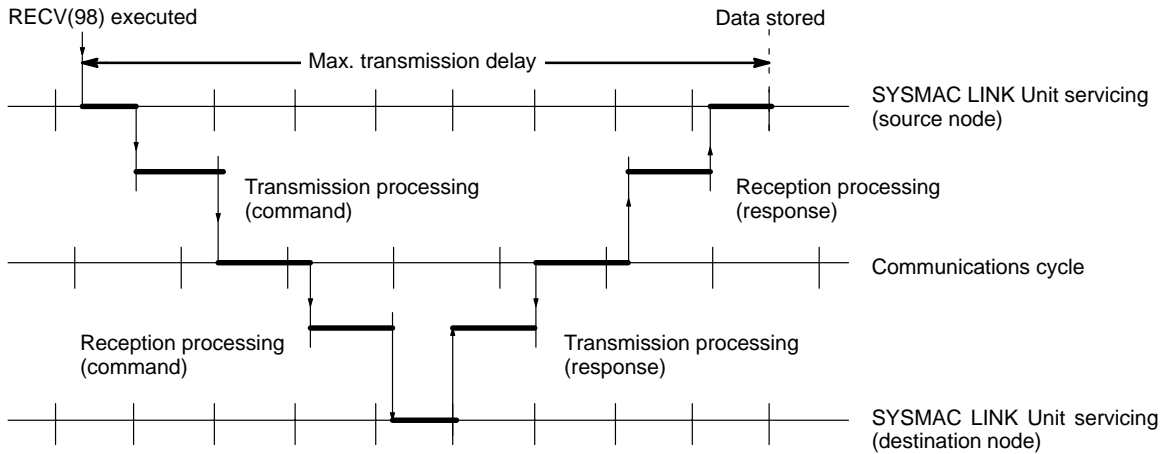 RECV(98) executed
Data stored
Max. transmission delay
SYSMAC LINK Unit servicing
(source node)
Transmission processing
(command)
Reception processing
(response)
Communications cycle
Reception processing
(command)
Transmission processing
(response)
SYSMAC LINK Unit servicing
(destination node)